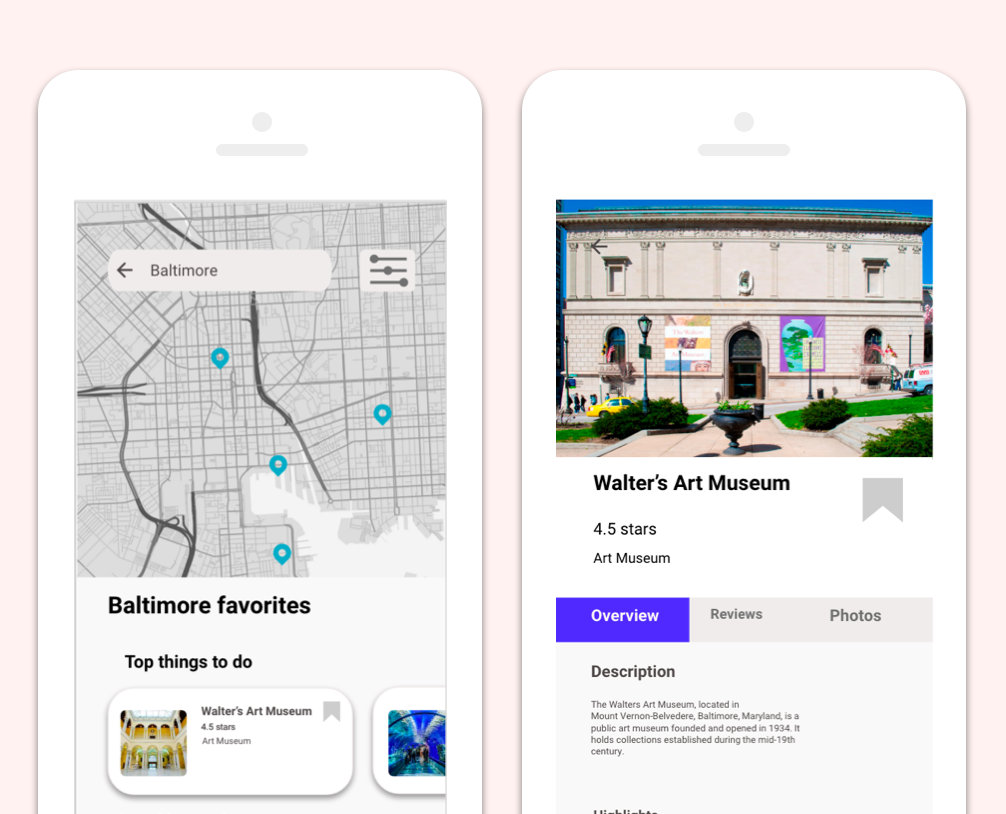 Baltimore
Baltimore favorites
Top things to do
Walter's Art Museum
4.5 stars
Art Museum
Walter's Art Museum
4.5 stars
Art Museum
Overview
Reviews
Photos
Description
The Walters Art Museum, located in
Mount Vernon-Belvedere, Baltimore, Maryland, is a
public art museum founded and opened in 1934. It
holds collections established during the mid-19th
century.
Highlights